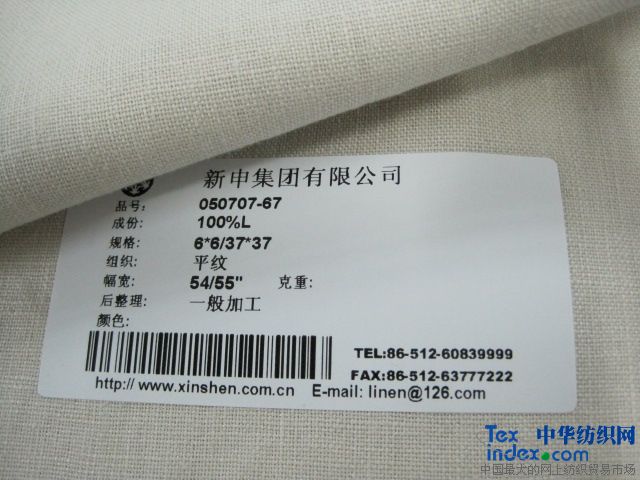 新申集团有限公司
品号: 050707-67
成份: 100%L
规格: 6*6/37*37
组织: 平纹
幅宽: 54/55" 克重:
后整理: 一般加工
颜色:
TEL:86-512-60839999
FAX:86-512-63777222
http://www.xinshen.com.cn E-mail: linen@126.com
Tex 中华纺织网
index.com
中国最大的网上纺织贸易市场